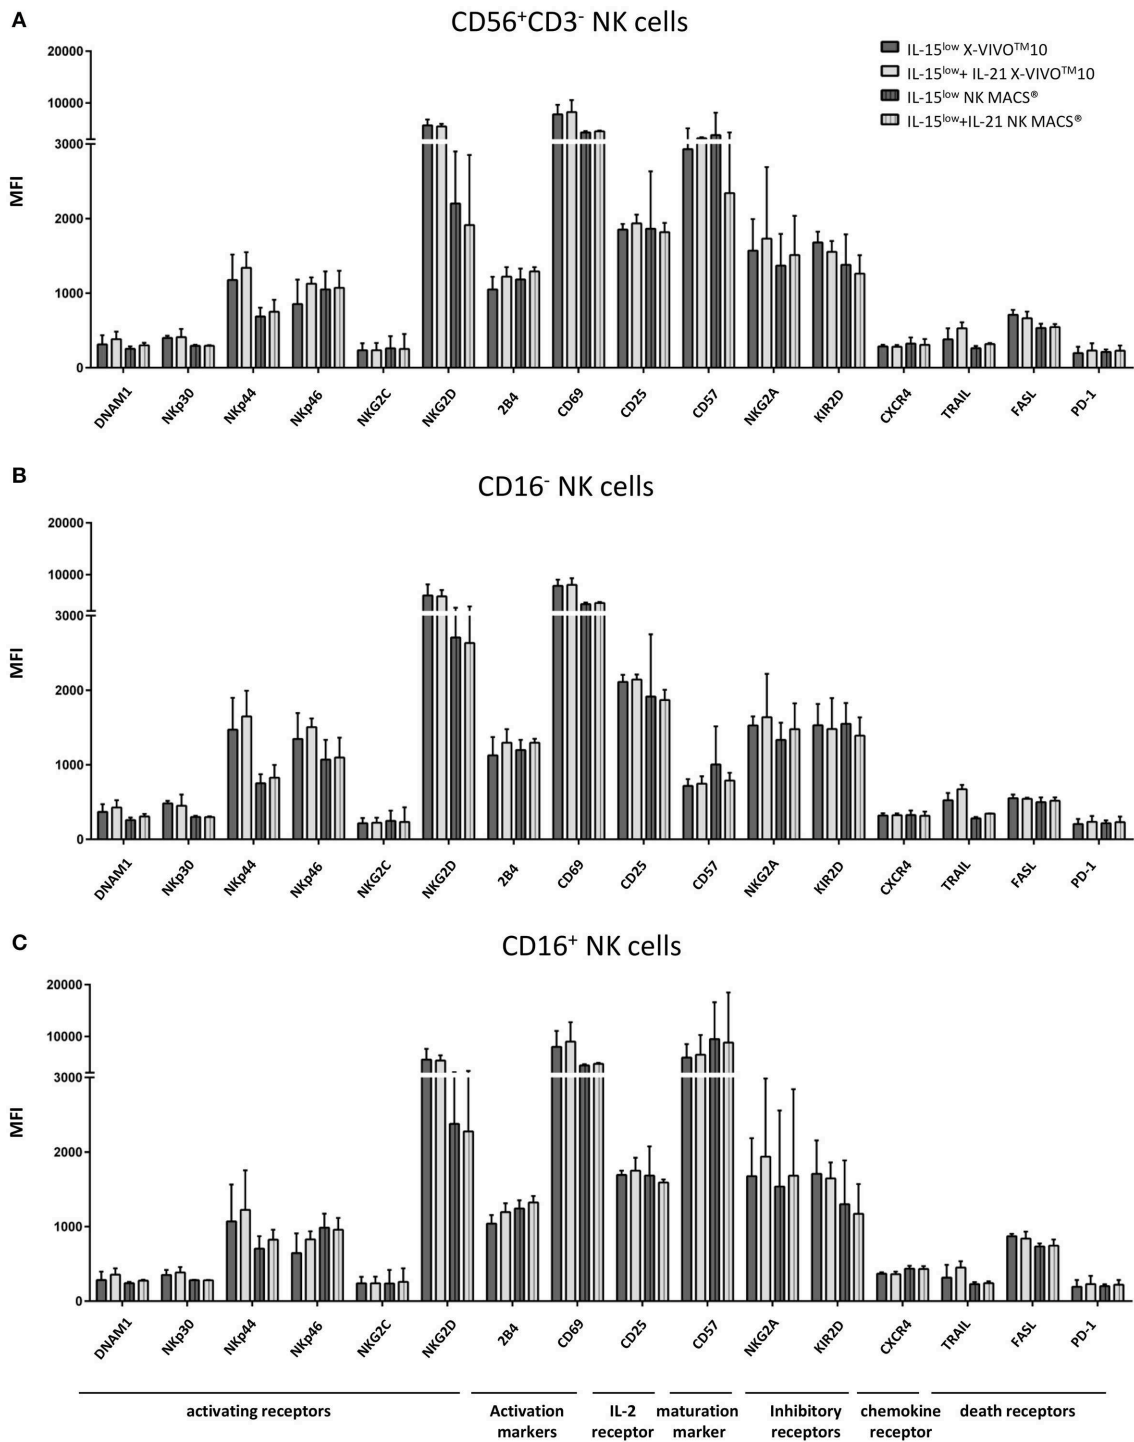 A
CD56⁺CD3⁻ NK cells
IL-15ˡᵒʷ X-VIVO™10
IL-15ˡᵒʷ+ IL-21 X-VIVO™10
IL-15ˡᵒʷ NK MACS®
IL-15ˡᵒʷ+IL-21 NK MACS®
20000
10000
3000
2000
1000
0
MFI
DNAM1 NKp30 NKp44 NKp46 NKG2C NKG2D 2B4 CD69 CD25 CD57 NKG2A KIR2D CXCR4 TRAIL FASL PD-1
B
CD16⁻ NK cells
20000
10000
3000
2000
1000
0
MFI
DNAM1 NKp30 NKp44 NKp46 NKG2C NKG2D 2B4 CD69 CD25 CD57 NKG2A KIR2D CXCR4 TRAIL FASL PD-1
C
CD16⁺ NK cells
20000
10000
3000
2000
1000
0
MFI
DNAM1 NKp30 NKp44 NKp46 NKG2C NKG2D 2B4 CD69 CD25 CD57 NKG2A KIR2D CXCR4 TRAIL FASL PD-1
activating receptors
Activation
markers
IL-2
receptor
maturation
marker
Inhibitory
receptors
chemokine
receptor
death receptors